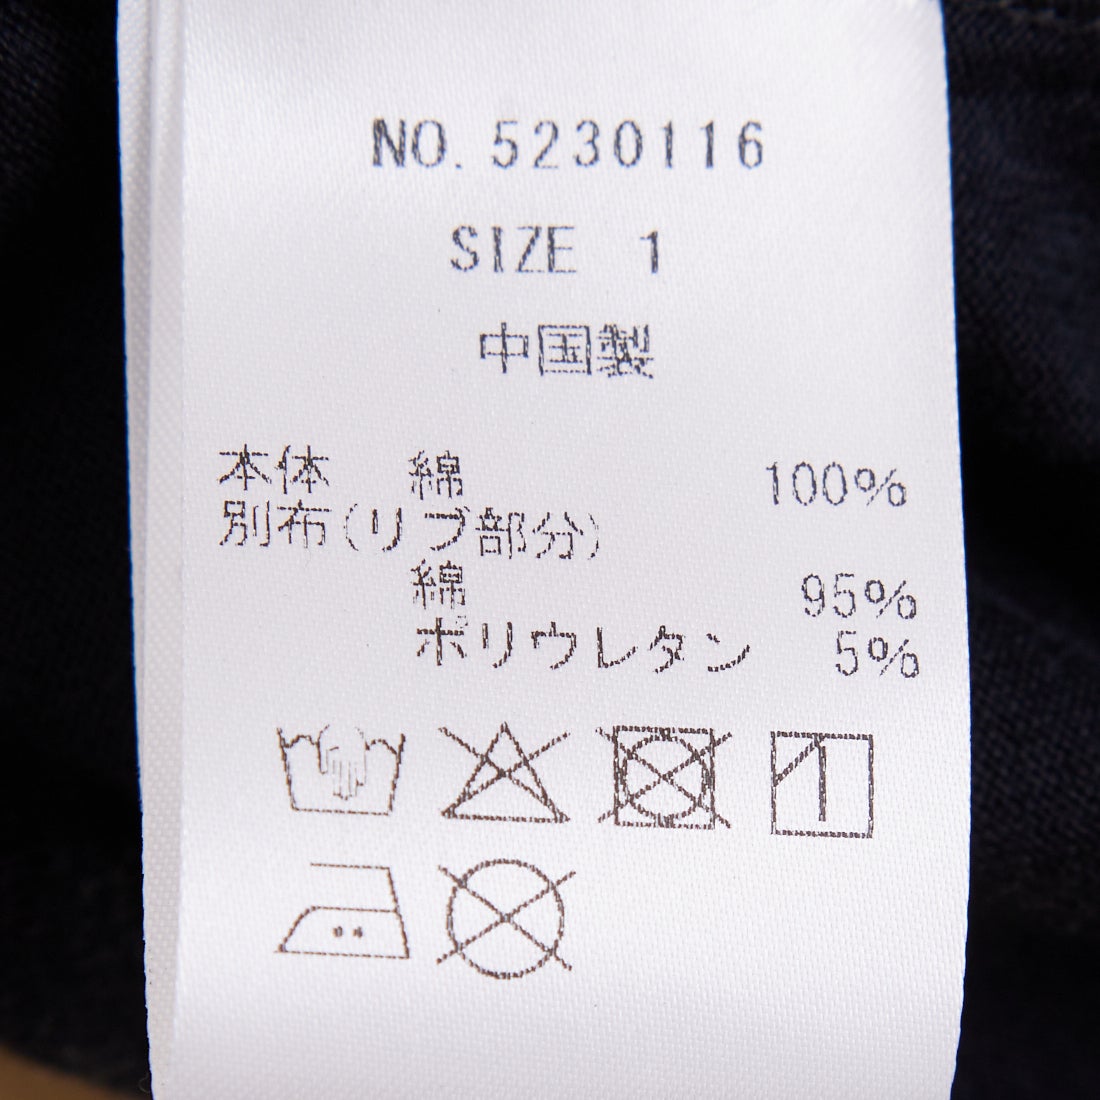 NO. 5230116
SIZE 1
中国製
本体 綿 100%
別布(リブ部分)
綿 95%
ポリウレタン 5%